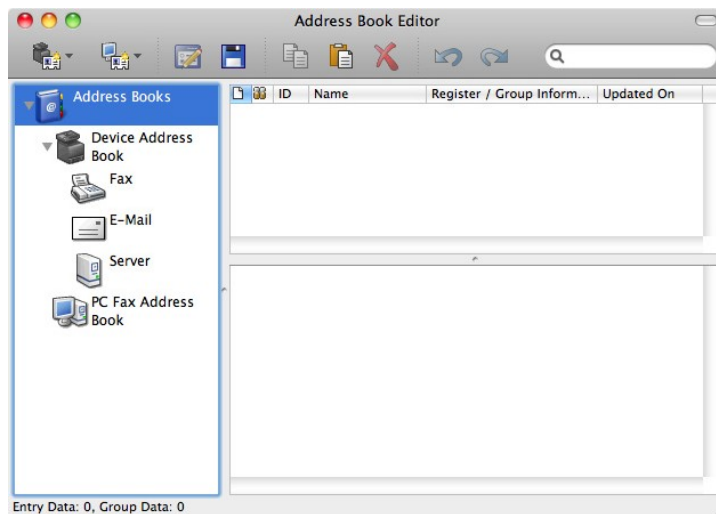 Address Book Editor
Address Books
Device Address
Book
Fax
E-Mail
Server
PC Fax Address
Book
ID Name Register / Group Inform... Updated On
Entry Data: 0, Group Data: 0